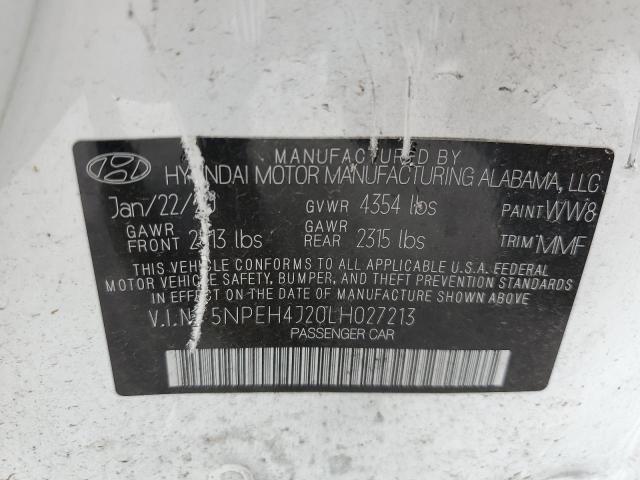 MANUFACTURED BY
HYUNDAI MOTOR MANUFACTURING ALABAMA, LLC
GVWR 4354 lbs PAINT WW8
GAWR FRONT lbs GAWR REAR 2315 lbs TRIM MMF
THIS VEHICLE CONFORMS TO ALL APPLICABLE U.S.A. FEDERAL
MOTOR VEHICLE SAFETY, BUMPER, AND THEFT PREVENTION STANDARDS
IN EFFECT ON THE DATE OF MANUFACTURE SHOWN ABOVE
V.I.N: 5NPEH4J20LH027213
PASSENGER CAR